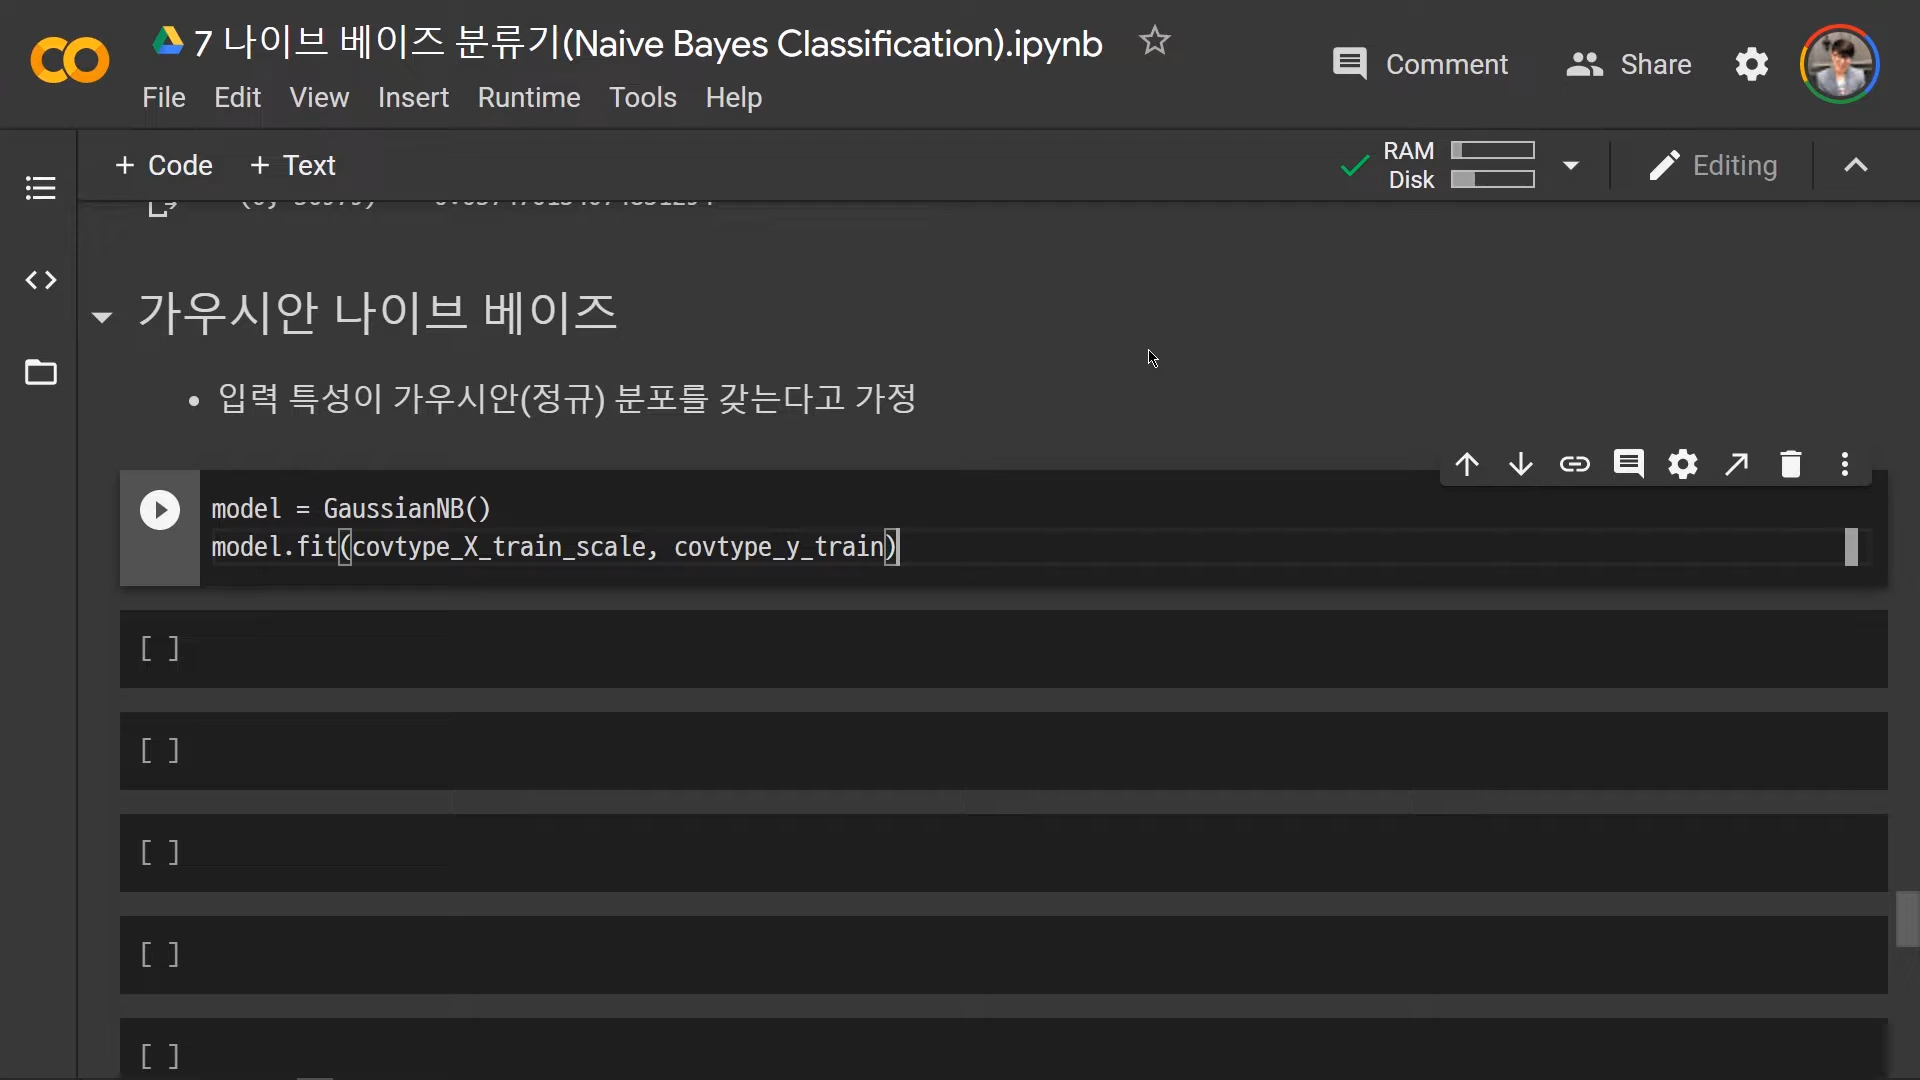 7 나이브 베이즈 분류기(Naive Bayes Classification).ipynb
Comment
Share
File Edit View Insert Runtime Tools Help
+ Code + Text
RAM
Disk
Editing
가우시안 나이브 베이즈
• 입력 특성이 가우시안(정규) 분포를 갖는다고 가정
model = GaussianNB()
model.fit(covtype_X_train_scale, covtype_y_train)
[ ]
[ ]
[ ]
[ ]
[ ]